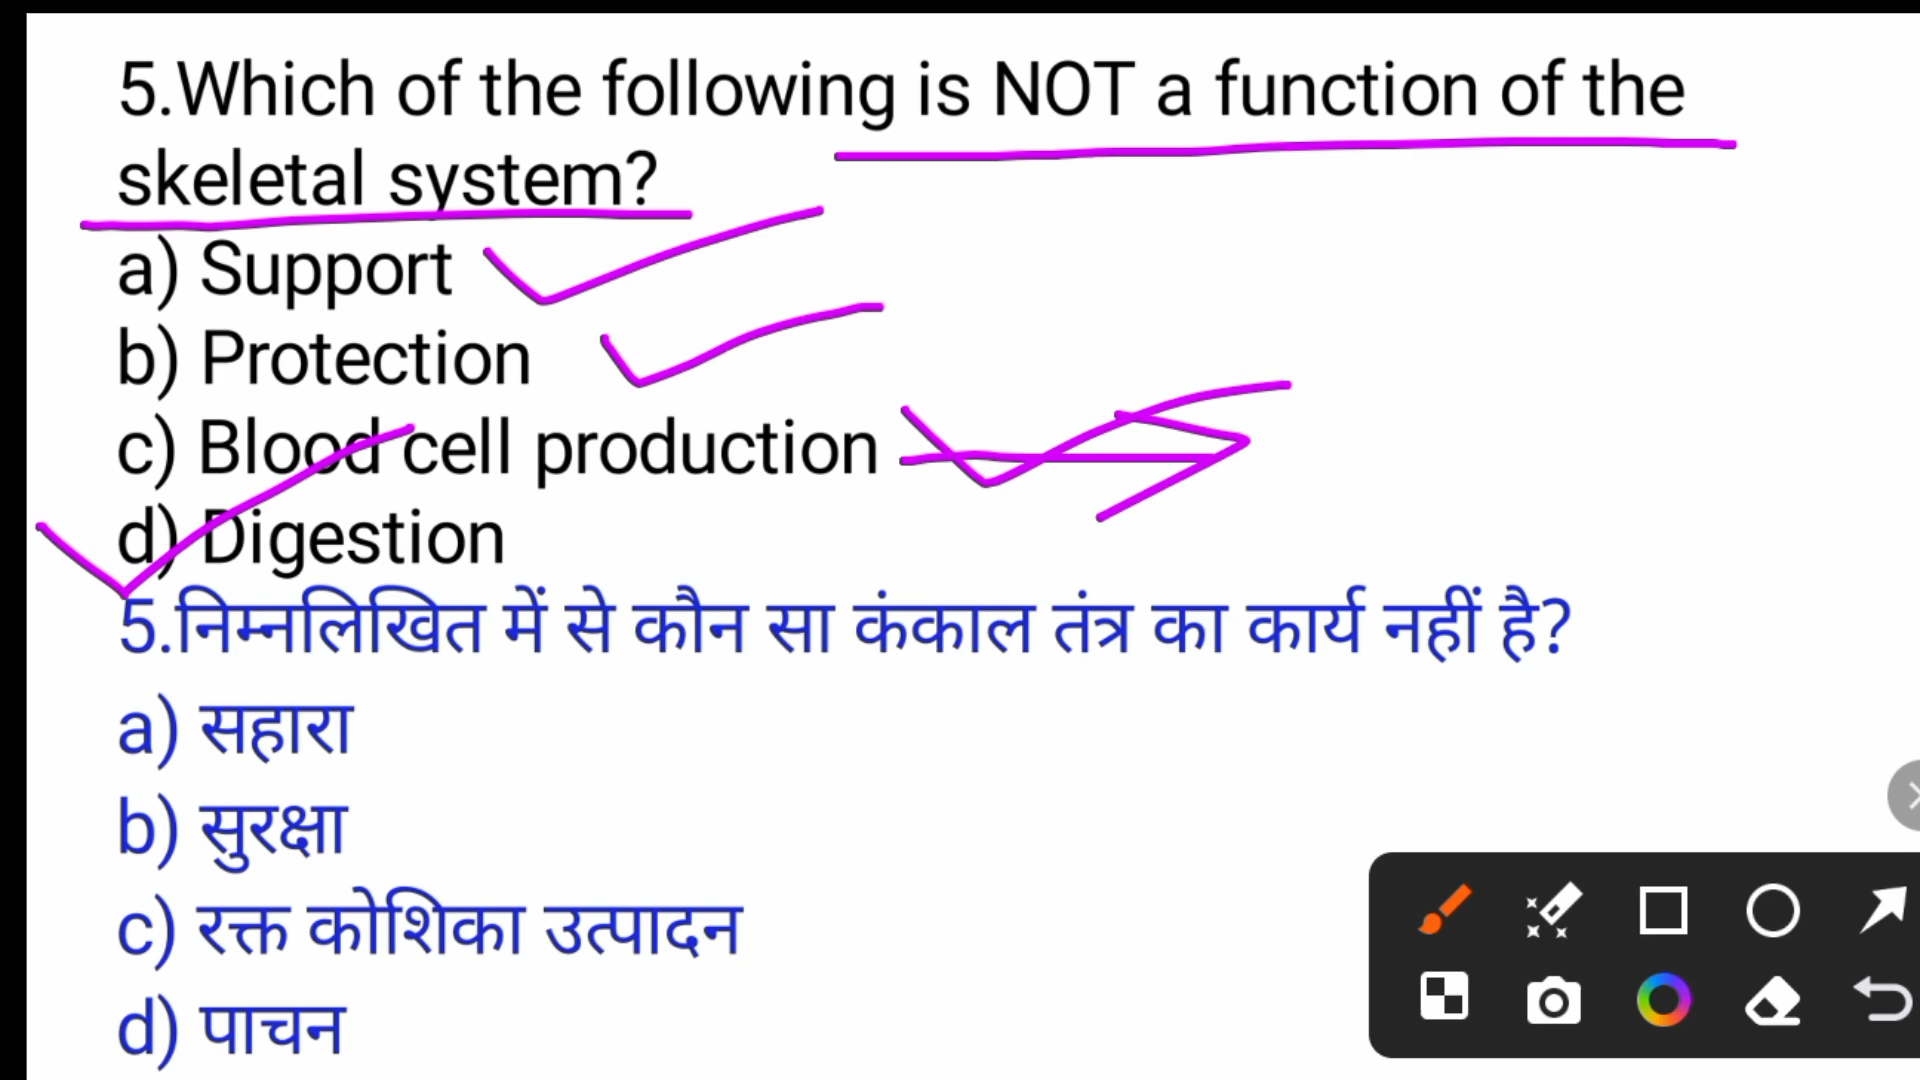 5.Which of the following is NOT a function of the
skeletal system?
a) Support
b) Protection
c) Blood cell production
d) Digestion
5.निम्नलिखित में से कौन सा कंकाल तंत्र का कार्य नहीं है?
a) सहारा
b) सुरक्षा
c) रक्त कोशिका उत्पादन
d) पाचन